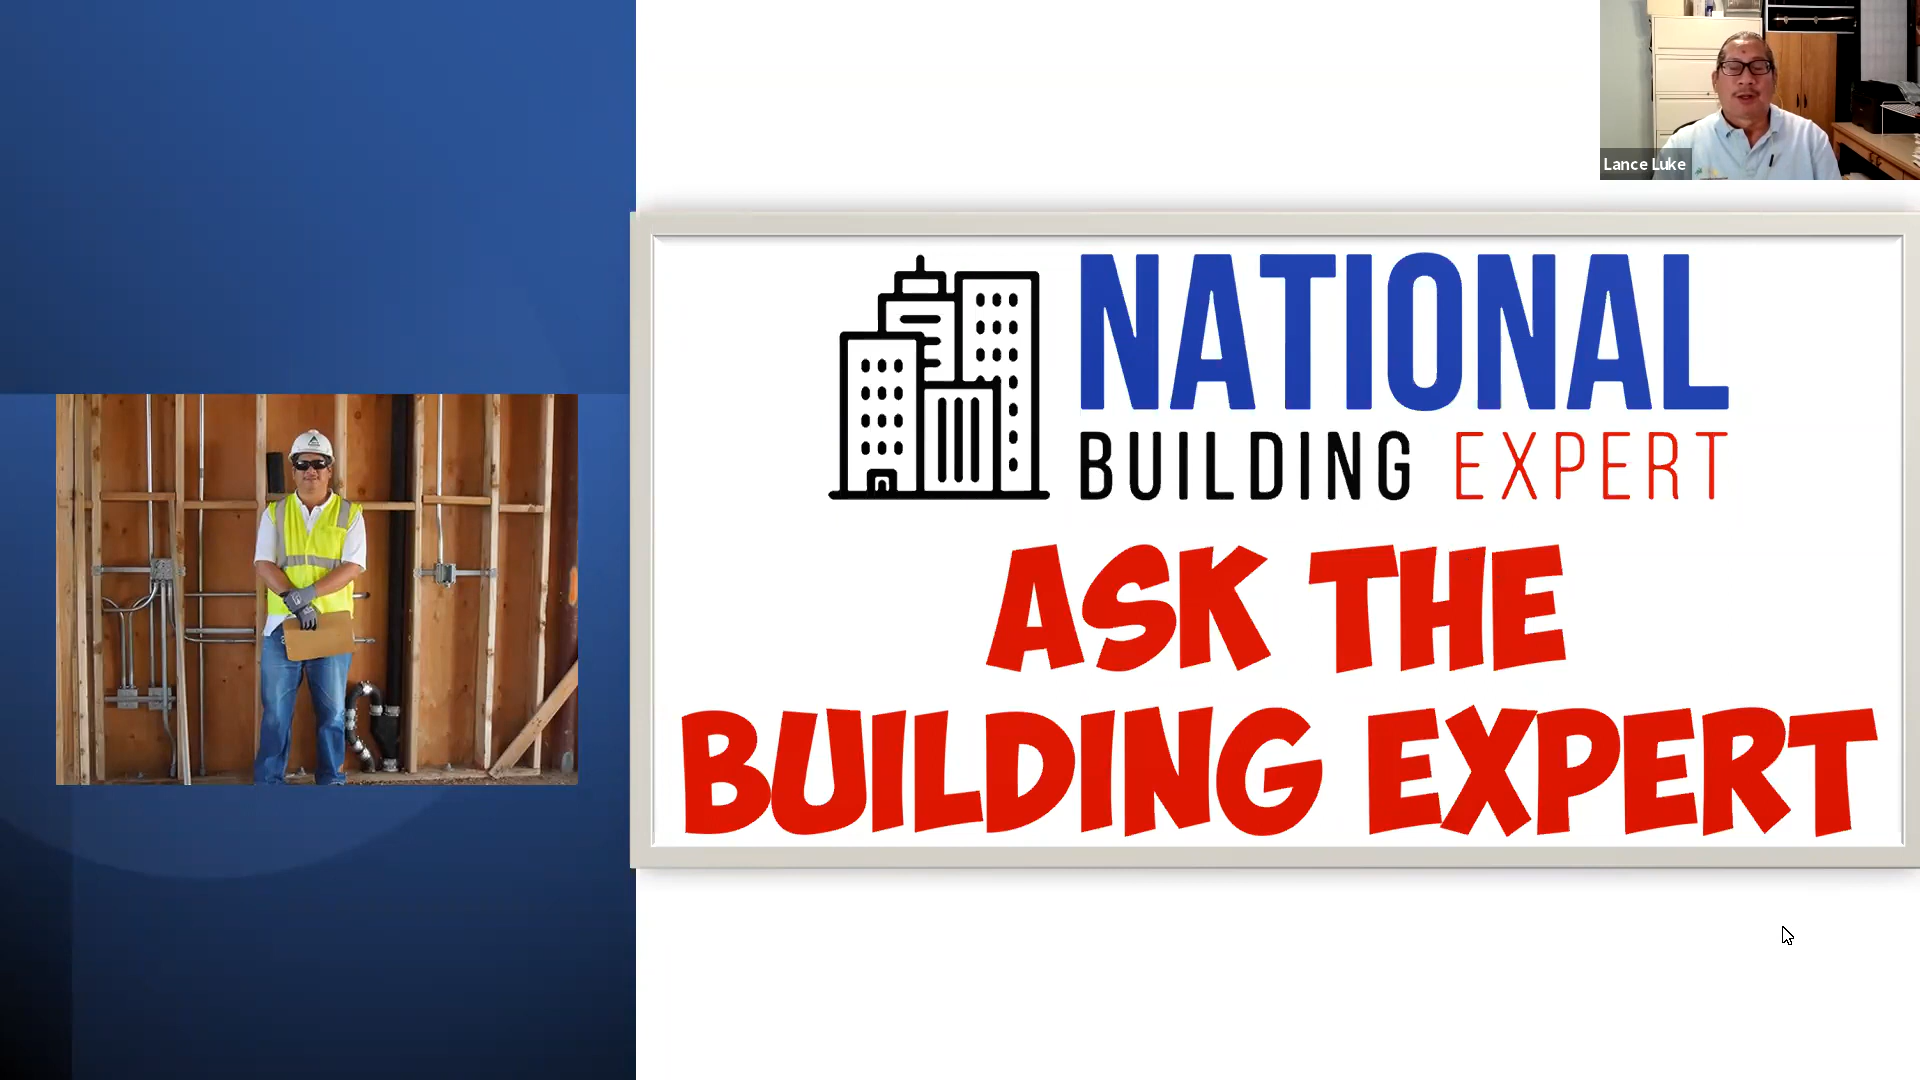 Lance Luke
NATIONAL
BUILDING EXPERT
ASK THE
BUILDING EXPERT